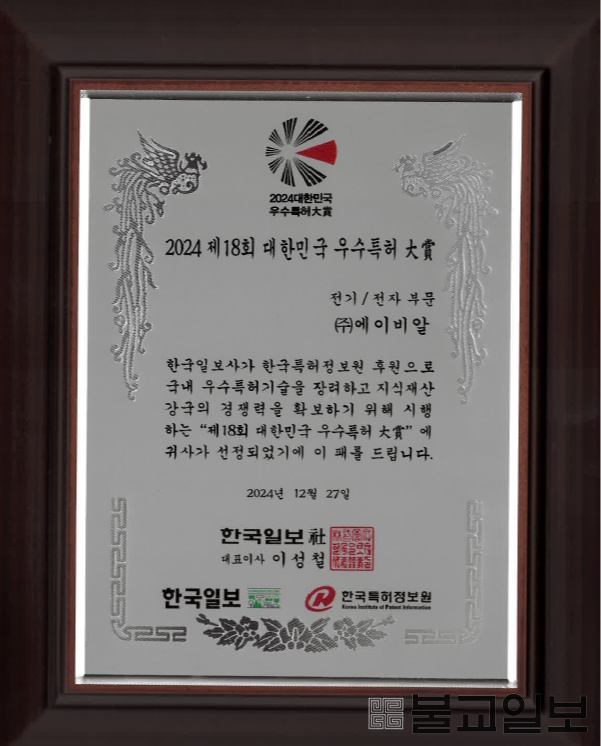 2024대한민국
우수특허大賞
2024 제18회 대한민국 우수특허 大賞
전기/전자 부문
㈜에이비알
한국일보사가 한국특허정보원 후원으로
국내 우수특허기술을 장려하고 지식재산
강국의 경쟁력을 확보하기 위해 시행
하는 “제18회 대한민국 우수특허 大賞” 에
귀사가 선정되었기에 이 패를 드립니다.
2024년 12월 27일
한국일보社
대표이사 이성철
한국일보
한국특허정보원
Korea Institute of Patent Information
불교일보